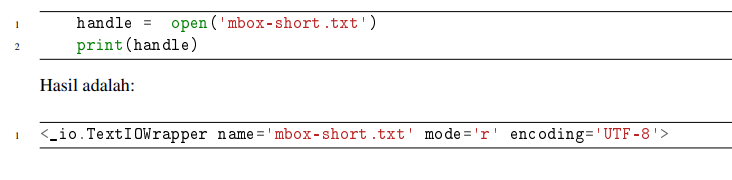 1 handle = open('mbox-short.txt')
2 print(handle)
Hasil adalah:
1 <_io.TextIOWrapper name='mbox-short.txt' mode='r' encoding='UTF-8'>